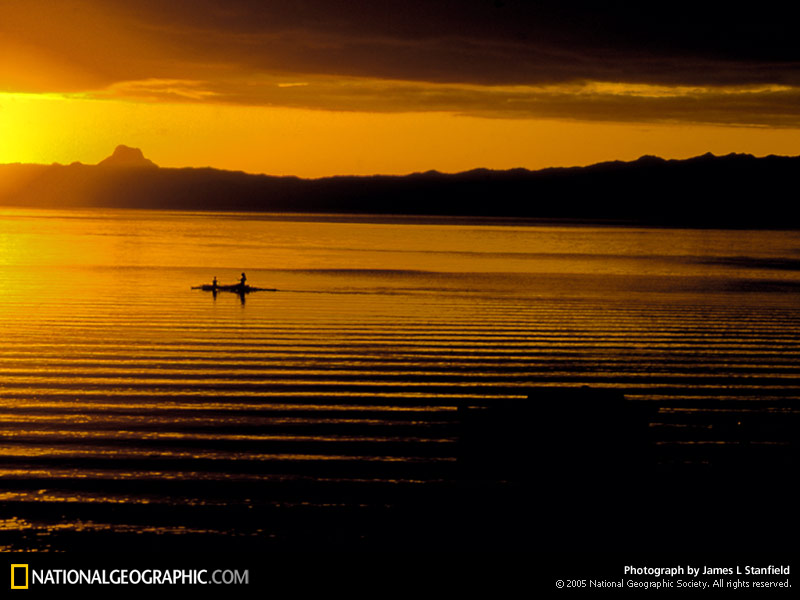 NATIONALGEOGRAPHIC.COM
Photograph by James L Stanfield
© 2005 National Geographic Society. All rights reserved.